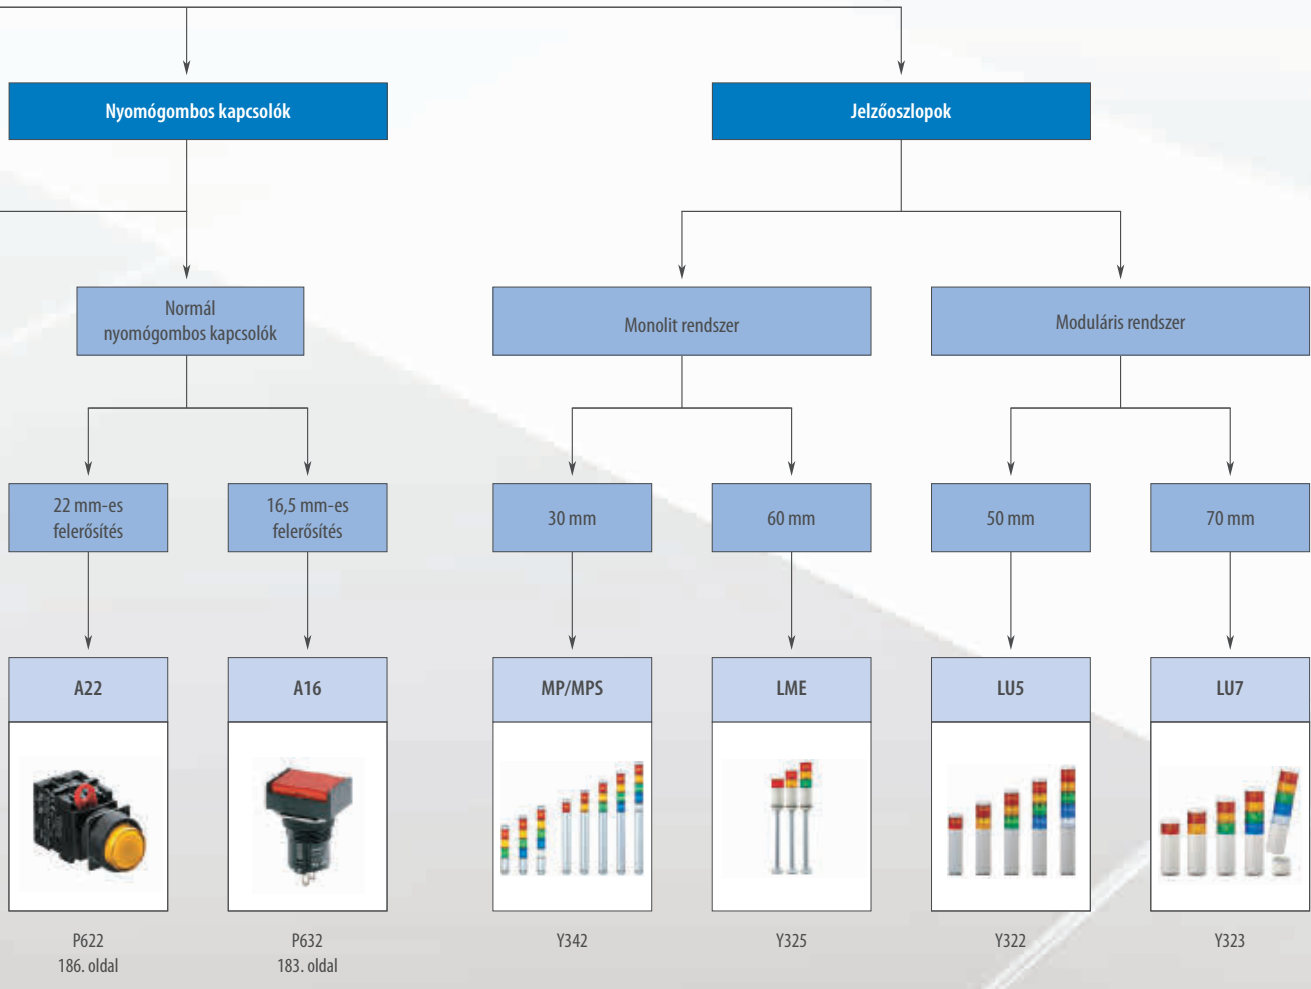 Nyomógombos kapcsolók
Jelzőoszlopok
Normál
nyomógombos kapcsolók
Monolit rendszer
Moduláris rendszer
22 mm-es
felerősítés
16,5 mm-es
felerősítés
30 mm
60 mm
50 mm
70 mm
A22
A16
MP/MPS
LME
LU5
LU7
P622
186. oldal
P632
183. oldal
Y342
Y325
Y322
Y323